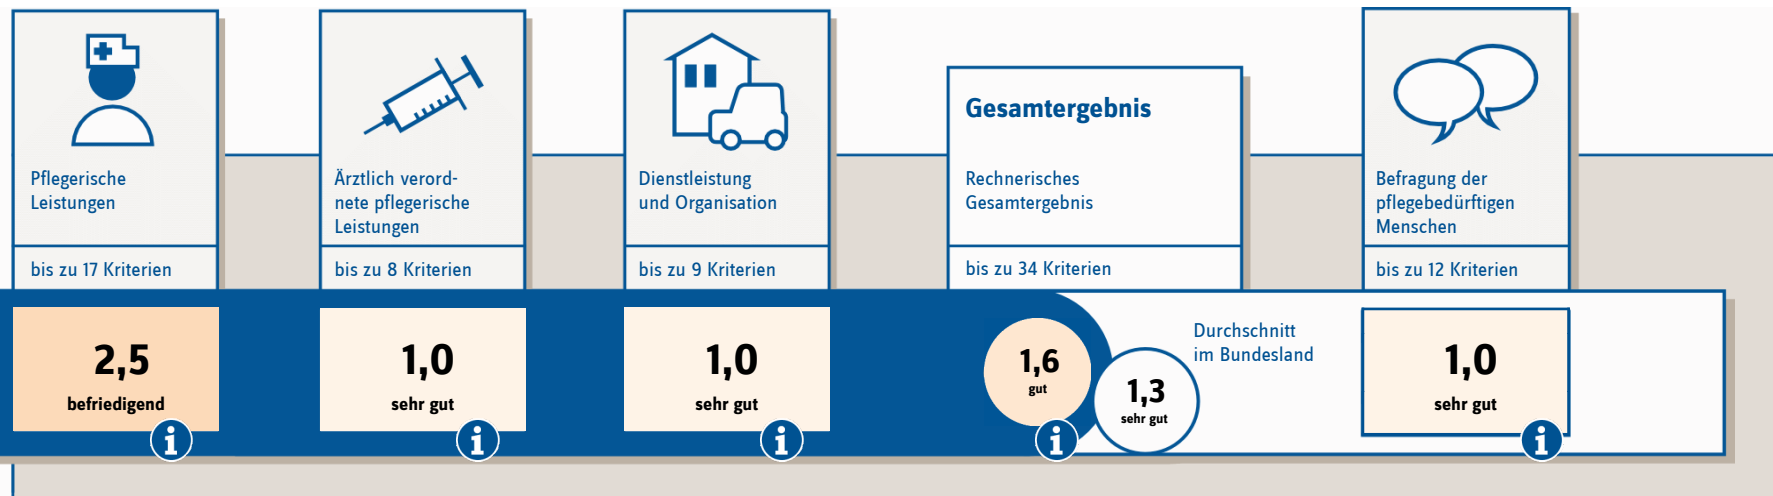 Pflegerische
Leistungen
bis zu 17 Kriterien
2,5
befriedigend
i
Ärztlich verord-
nete pflegerische
Leistungen
bis zu 8 Kriterien
1,0
sehr gut
i
Dienstleistung
und Organisation
bis zu 9 Kriterien
1,0
sehr gut
i
Gesamtergebnis
Rechnerisches
Gesamtergebnis
bis zu 34 Kriterien
1,6
gut
i
1,3
sehr gut
Durchschnitt
im Bundesland
Befragung der
pflegebedürftigen
Menschen
bis zu 12 Kriterien
1,0
sehr gut
i